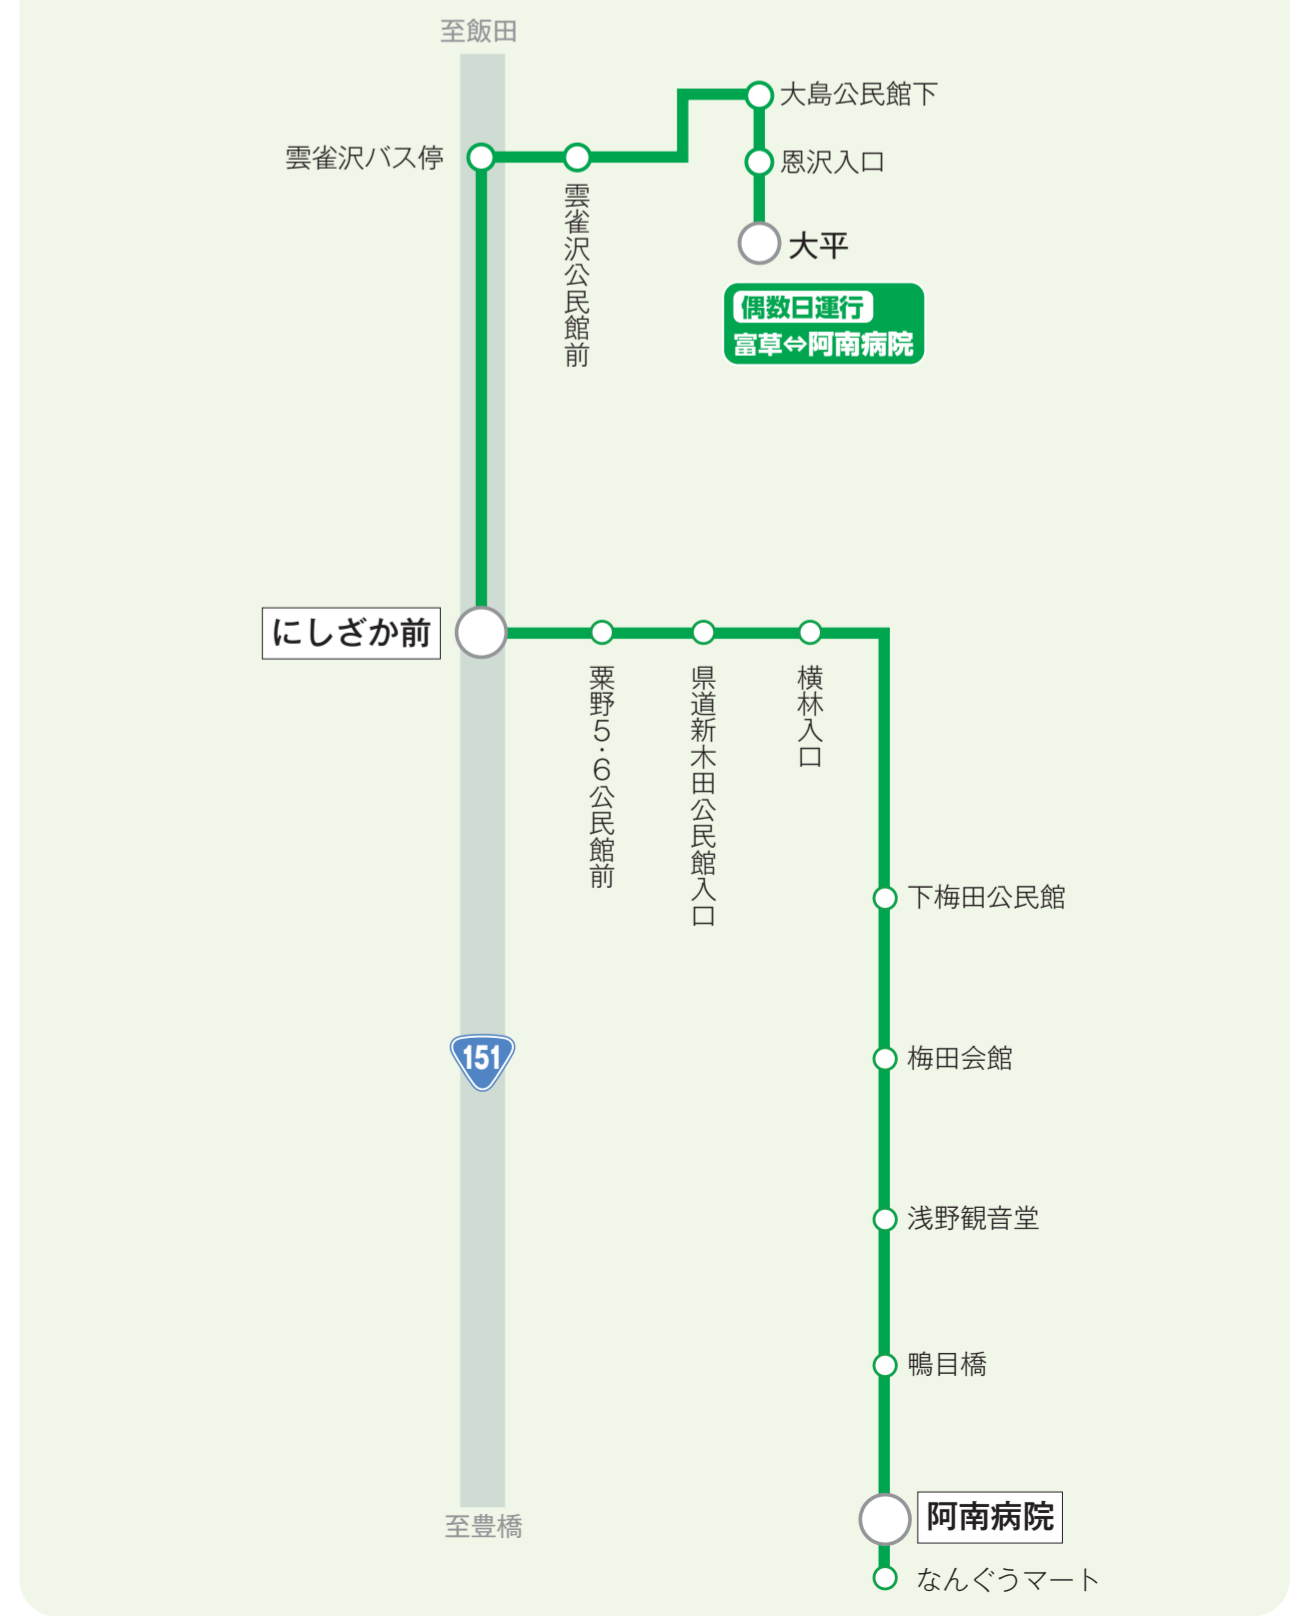 至飯田
大島公民館下
雲雀沢バス停
恩沢入口
雲雀沢公民館前
大平
偶数日運行
富草⇔阿南病院
にしざか前
粟野5・6公民館前
県道新木田公民館入口
横林入口
下梅田公民館
151
梅田会館
浅野観音堂
鴨目橋
阿南病院
至豊橋
なんぐうマート